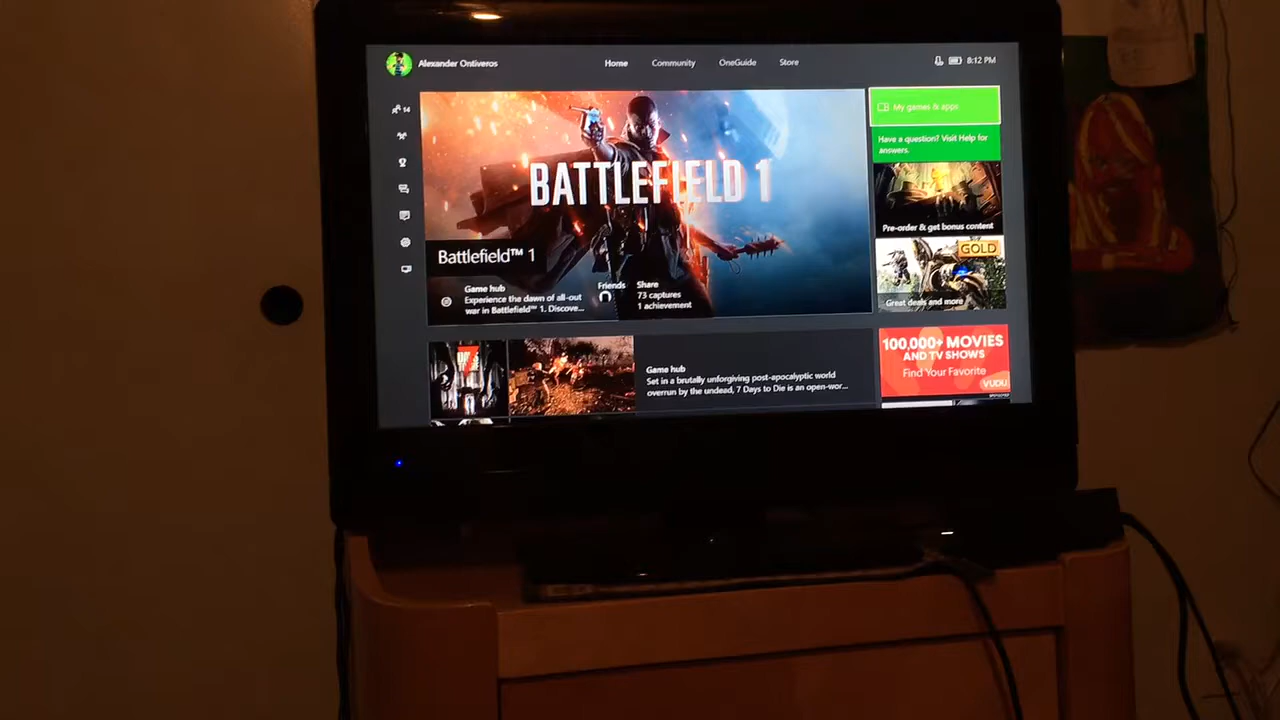 Alexander Ontiveros
Home
Community
OneGuide
Store
8:12 PM
14
BATTLEFIELD 1
Battlefield™ 1
Game hub
Experience the dawn of all-out
war in Battlefield™ 1. Discove...
Friends
Share
73 captures
1 achievement
My games & apps
Have a question? Visit Help for
answers.
Pre-order & get bonus content
GOLD
Great deals and more
Game hub
Set in a brutally unforgiving post-apocalyptic world
overrun by the undead, 7 Days to Die is an open-wor...
100,000+ MOVIES
AND TV SHOWS
Find Your Favorite
VUDU